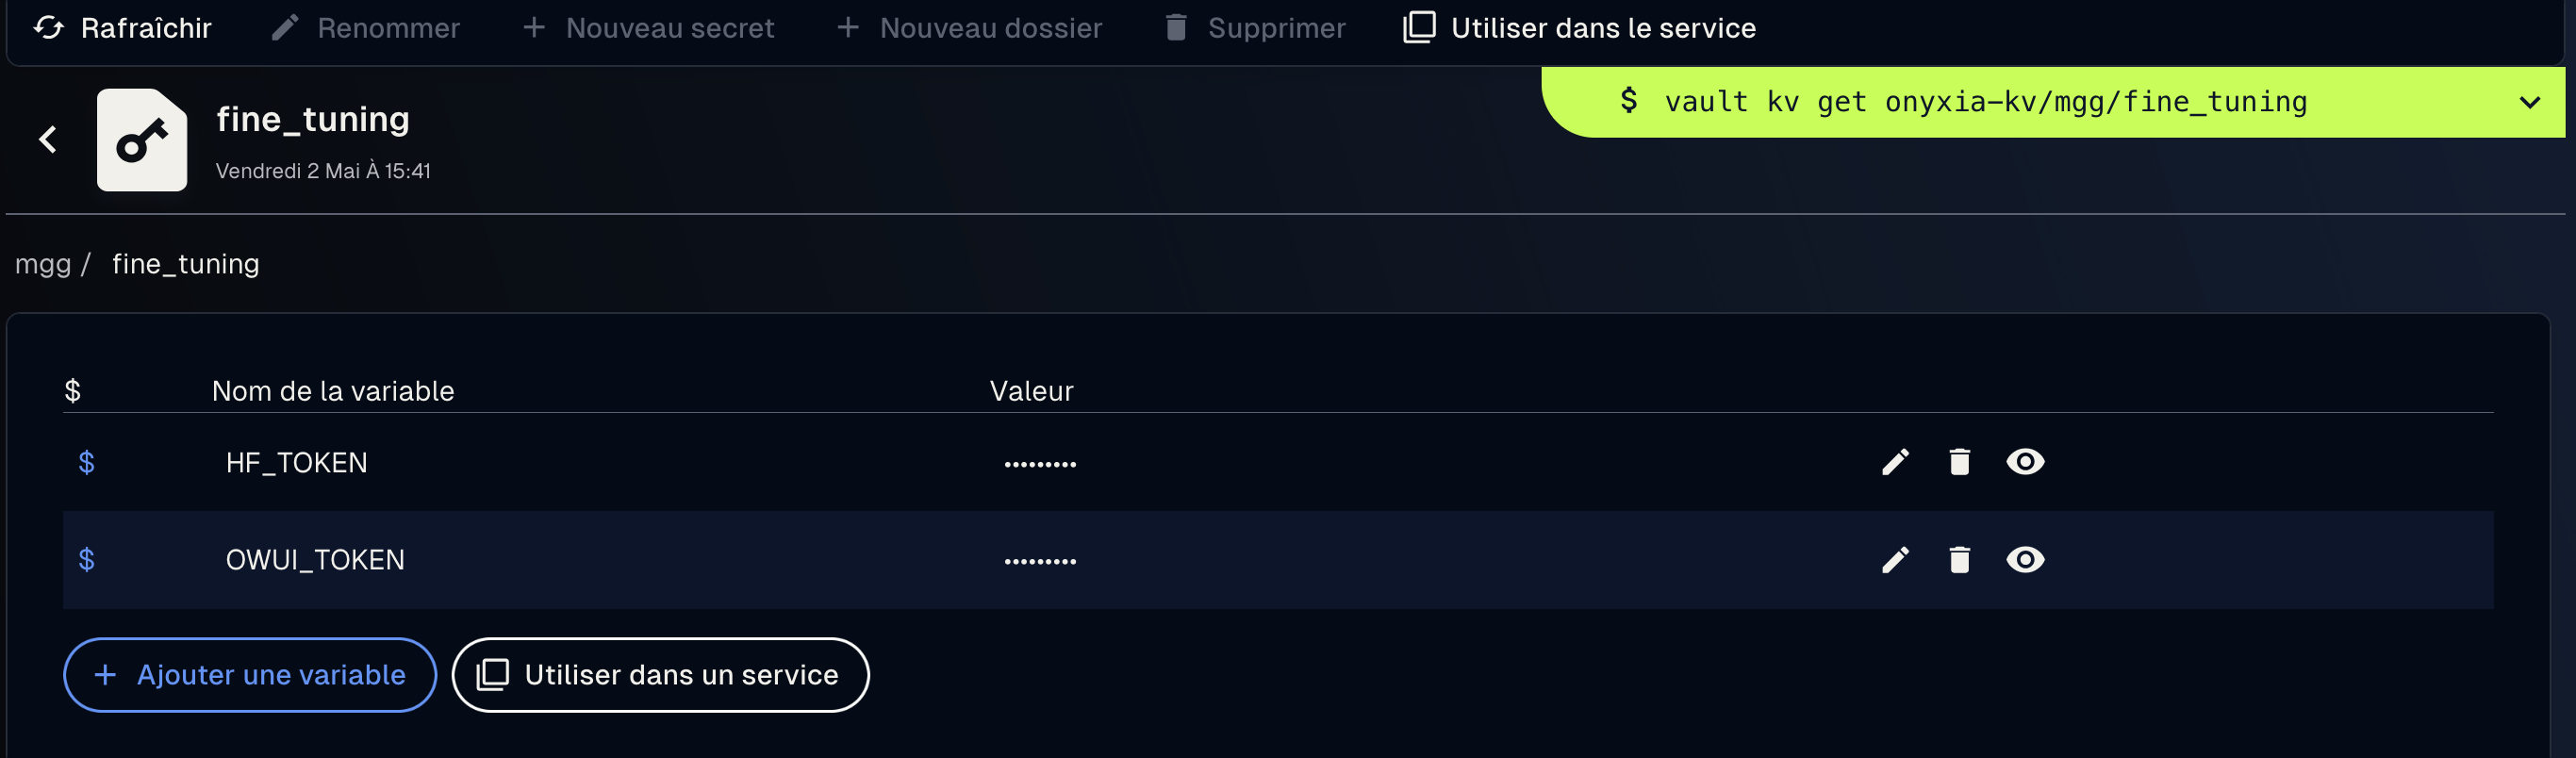 Rafraîchir Renommer + Nouveau secret + Nouveau dossier Supprimer Utiliser dans le service
$ vault kv get onyxia-kv/mgg/fine_tuning
fine_tuning
Vendredi 2 Mai À 15:41
mgg / fine_tuning
$ Nom de la variable Valeur
$ HF_TOKEN •••••••••
$ OWUI_TOKEN •••••••••
+ Ajouter une variable Utiliser dans un service